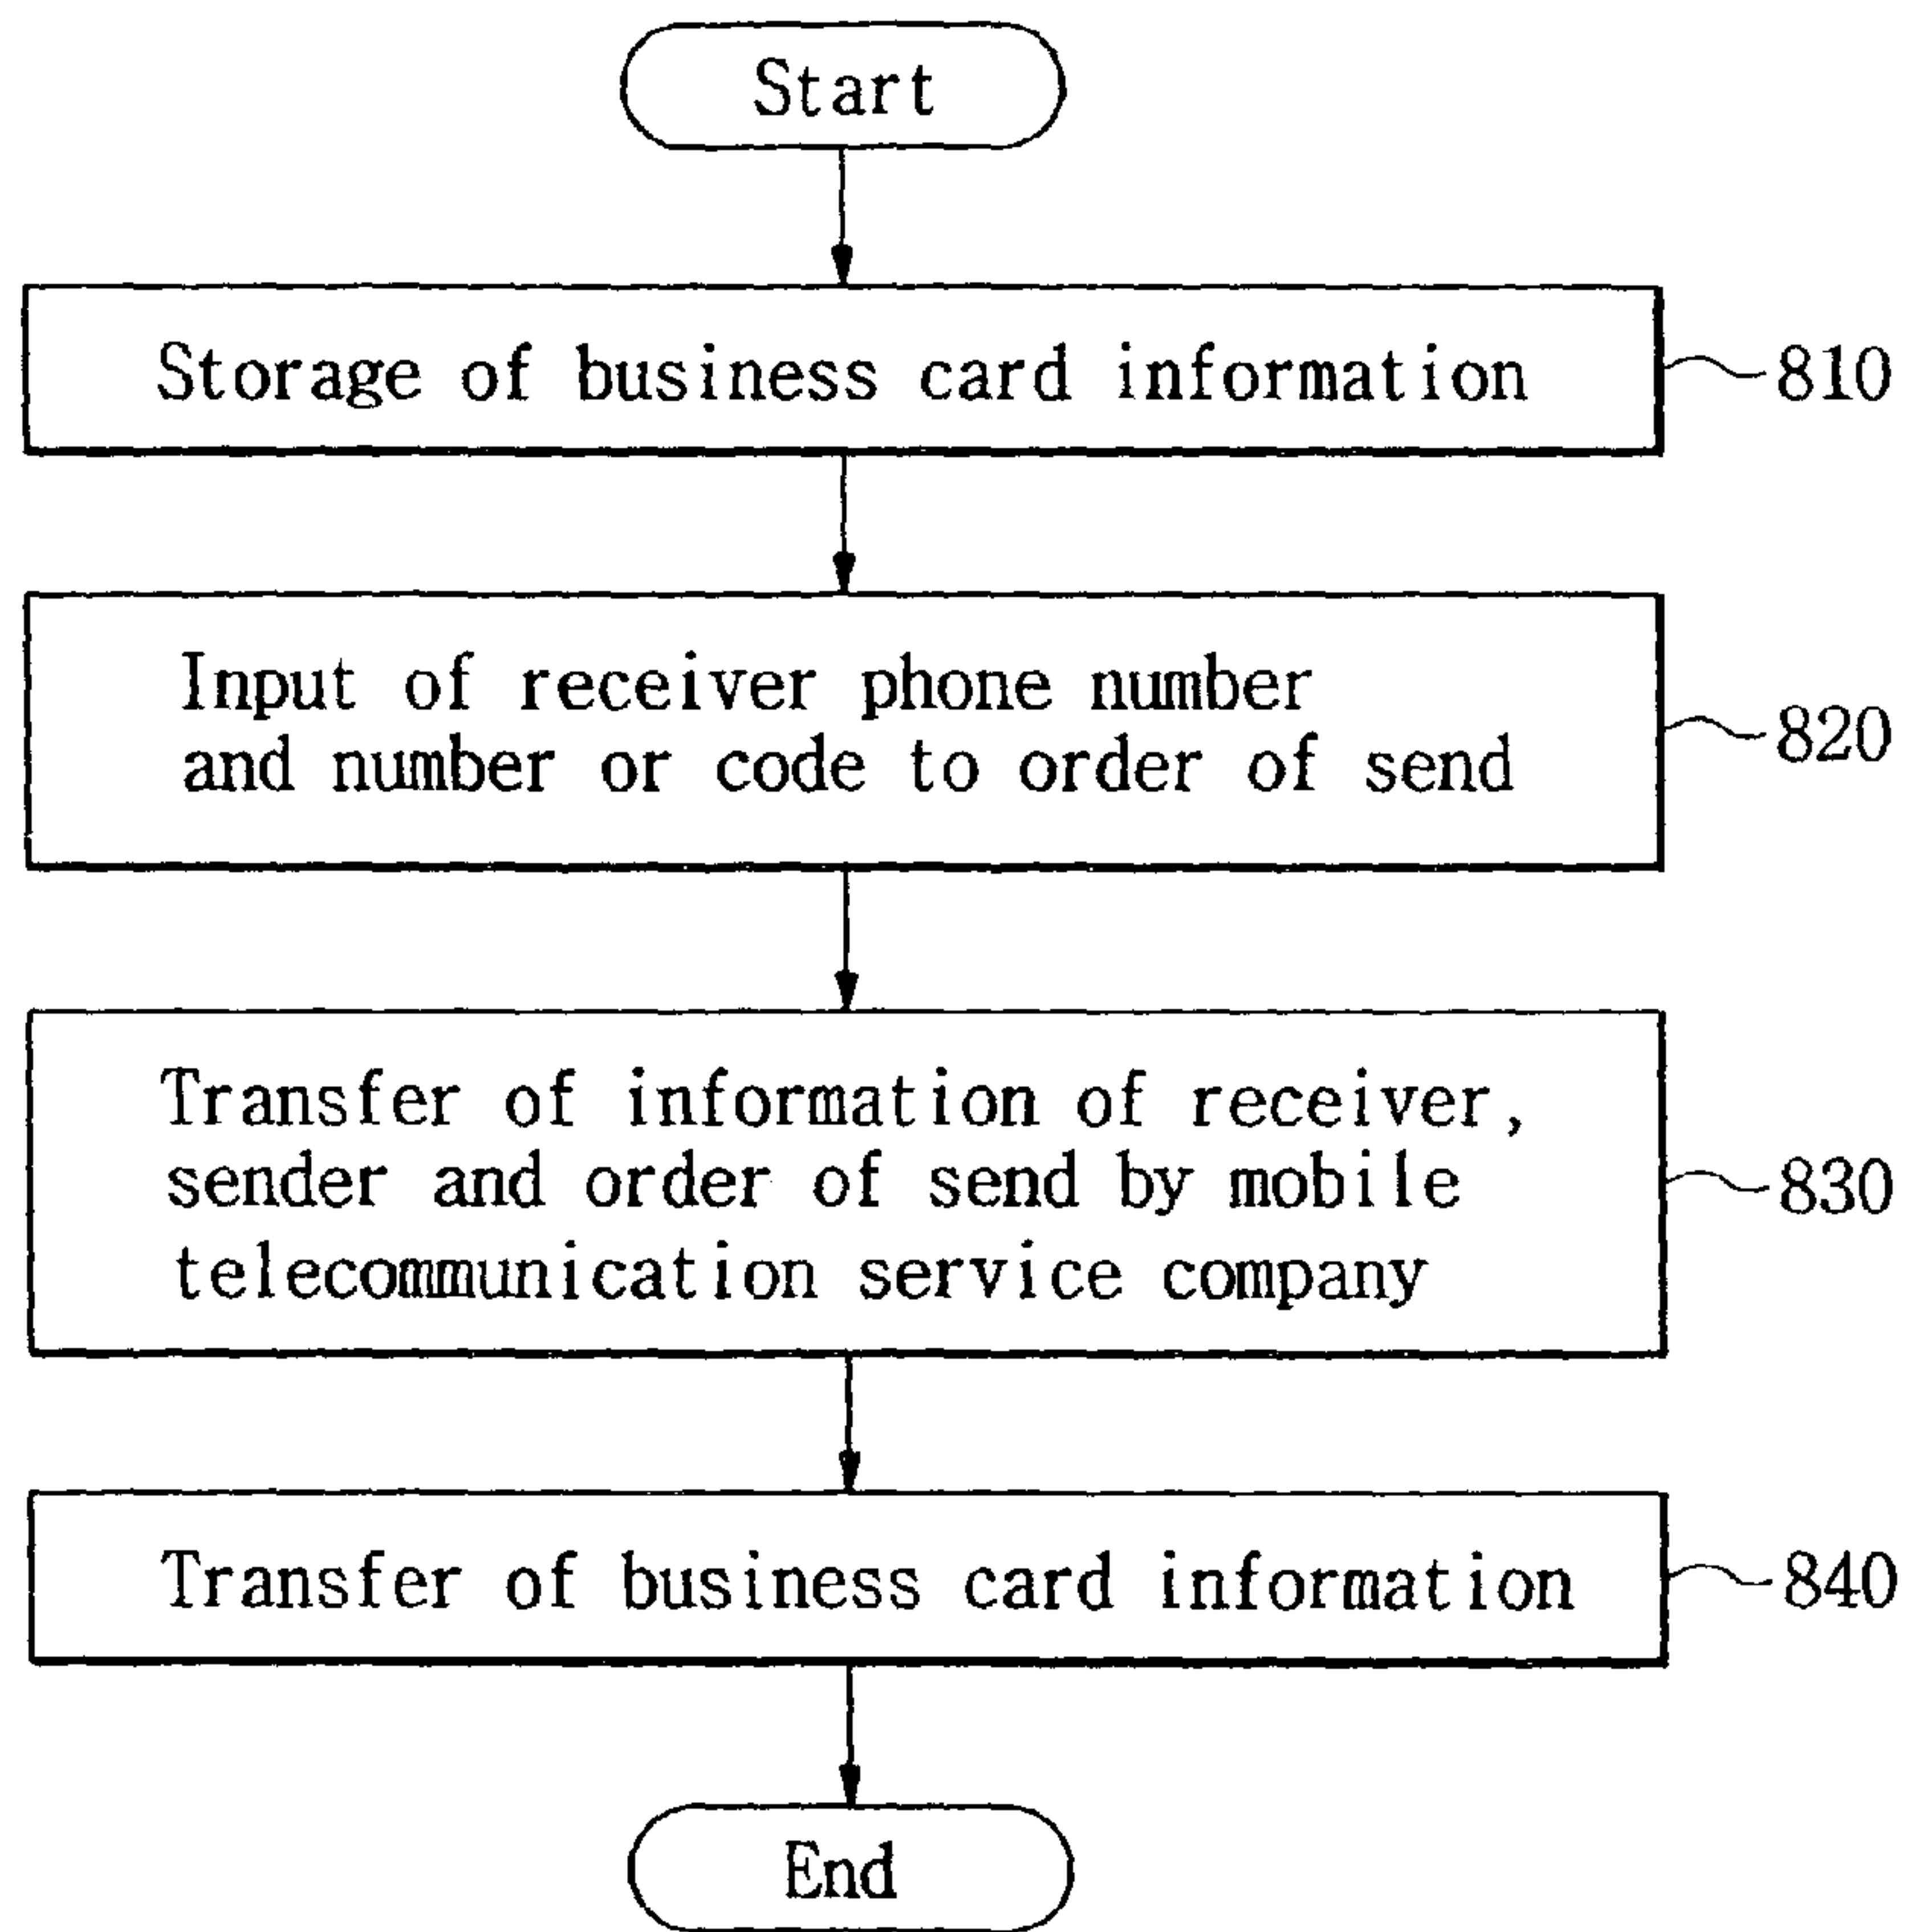 Start
Storage of business card information
810
Input of receiver phone number
and number or code to order of send
820
Transfer of information of receiver,
sender and order of send by mobile
telecommunication service company
830
Transfer of business card information
840
End